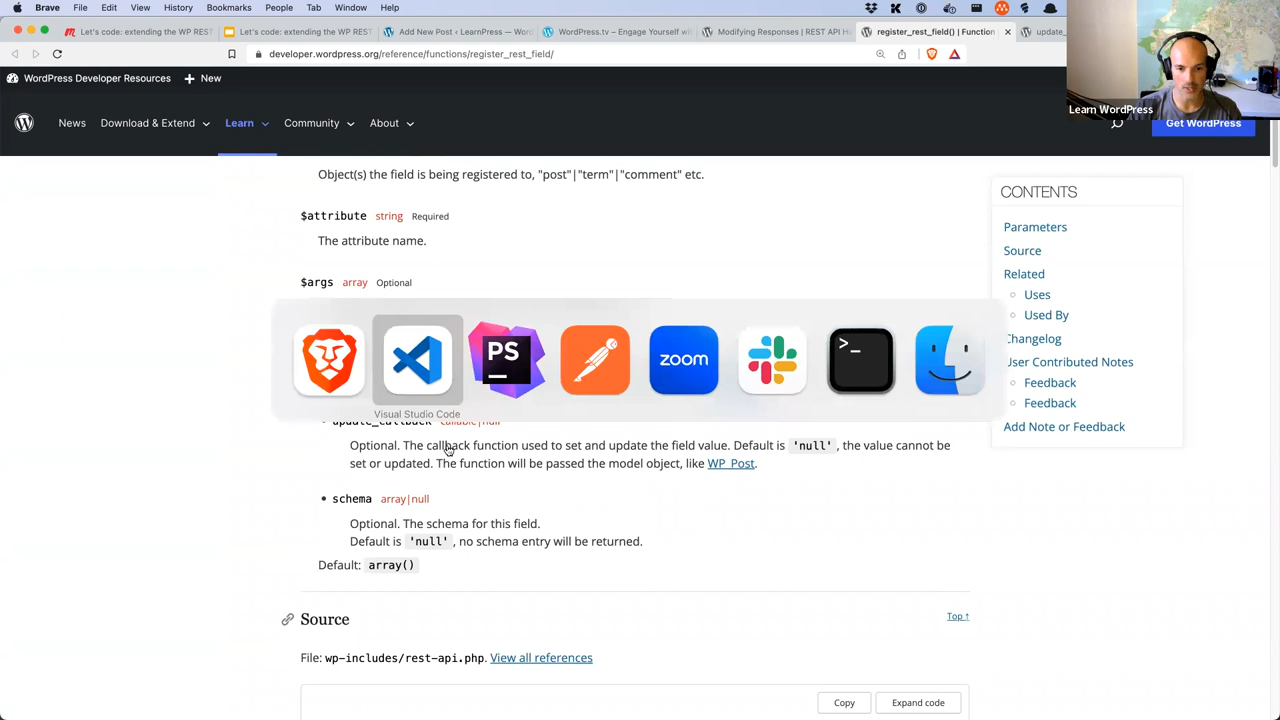 Brave File Edit View History Bookmarks People Tab Window Help
Let's code: extending the WP REST
Let's code: extending the WP REST
Add New Post ‹ LearnPress — Word
WordPress.tv – Engage Yourself wi
Modifying Responses | REST API H
register_rest_field() | Function
update_
developer.wordpress.org/reference/functions/register_rest_field/
WordPress Developer Resources
New
News
Download & Extend
Learn
Community
About
Get WordPress
Learn WordPress
Object(s) the field is being registered to, "post"|"term"|"comment" etc.
$attribute string Required
The attribute name.
$args array Optional
PS
zoom
>_
Visual Studio Code
update_callback callable|null
Optional. The callback function used to set and update the field value. Default is 'null', the value cannot be
set or updated. The function will be passed the model object, like WP_Post.
schema array|null
Optional. The schema for this field.
Default is 'null', no schema entry will be returned.
Default: array()
Source
Top ↑
File: wp-includes/rest-api.php. View all references
Copy
Expand code
CONTENTS
Parameters
Source
Related
Uses
Used By
Changelog
User Contributed Notes
Feedback
Feedback
Add Note or Feedback